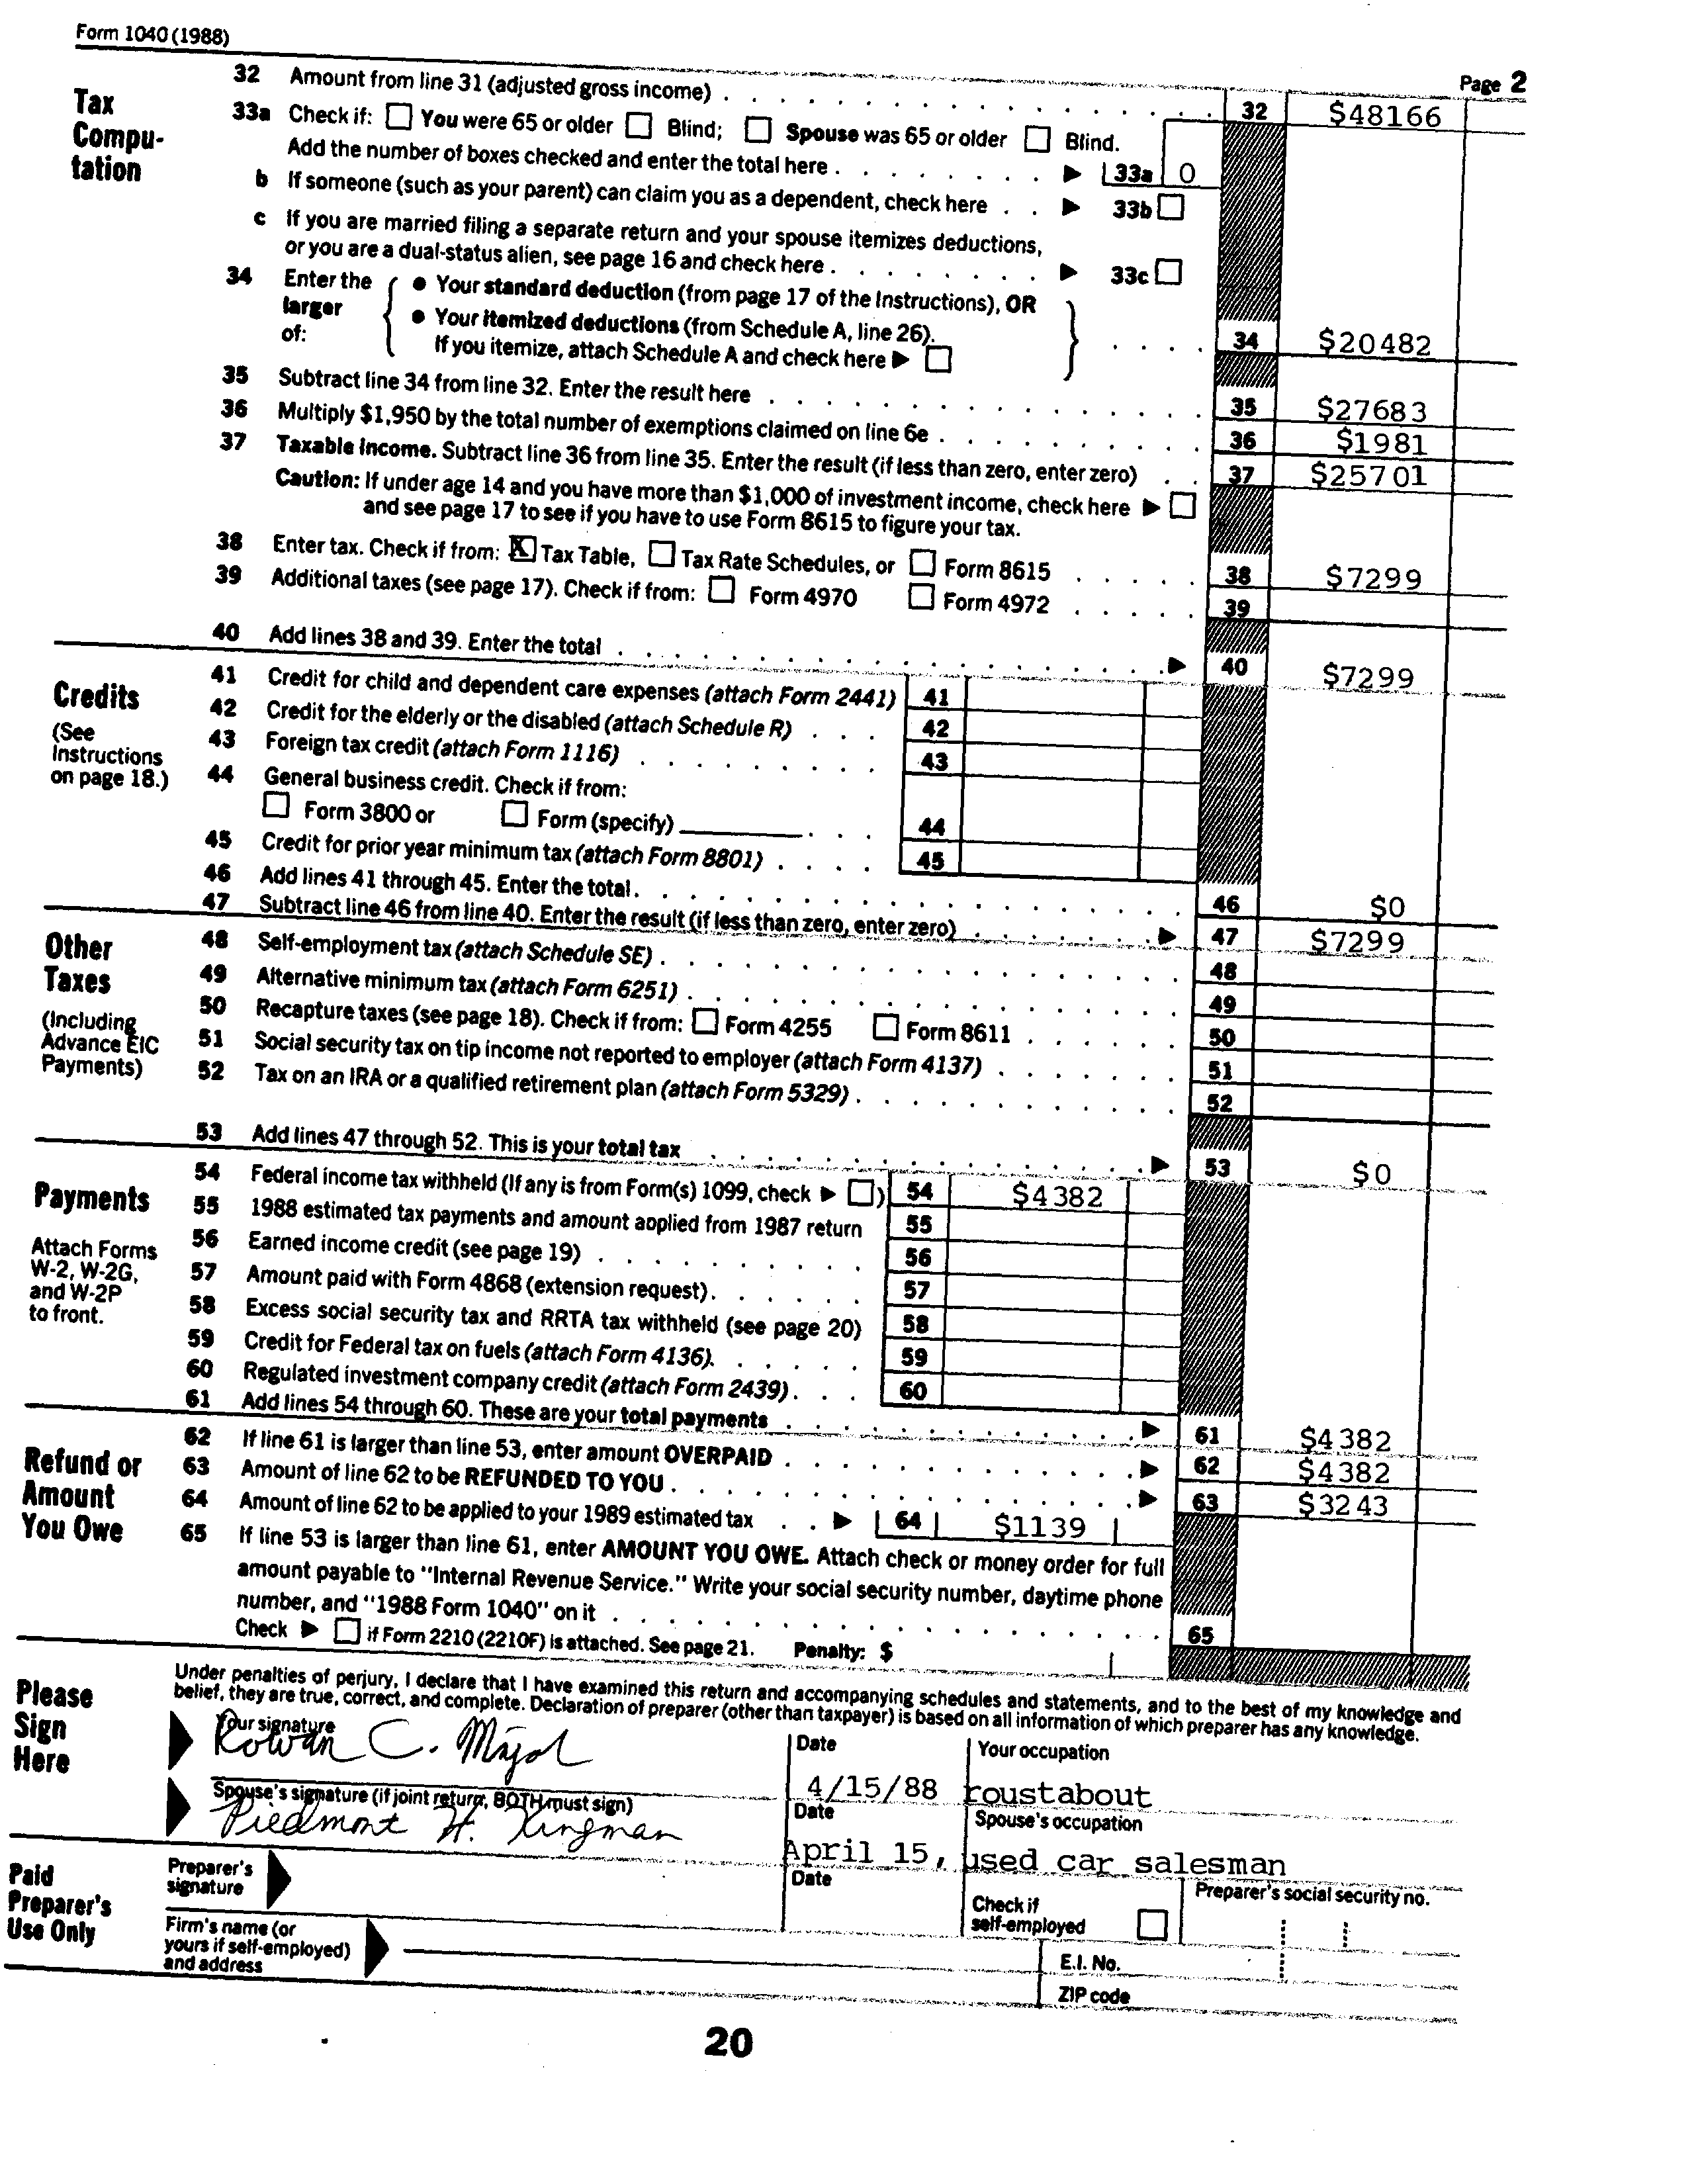 Form 1040 (1988)
Page 2
Tax Compu-tation
32 Amount from line 31 (adjusted gross income) . . . . . . . . . . . . . . 32 $48166
33a Check if: ☐ You were 65 or older ☐ Blind; ☐ Spouse was 65 or older ☐ Blind.
Add the number of boxes checked and enter the total here . . . . . . . . ▶ 33a 0
b If someone (such as your parent) can claim you as a dependent, check here . . ▶ 33b ☐
c If you are married filing a separate return and your spouse itemizes deductions,
or you are a dual-status alien, see page 16 and check here . . . . . . . . ▶ 33c ☐
34 Enter the larger of:
● Your standard deduction (from page 17 of the Instructions), OR
● Your itemized deductions (from Schedule A, line 26).
If you itemize, attach Schedule A and check here ▶ ☐
. . . . 34 $20482
35 Subtract line 34 from line 32. Enter the result here . . . . . . . . . . . . 35 $27683
36 Multiply $1,950 by the total number of exemptions claimed on line 6e . . . . . . . . 36 $1981
37 Taxable income. Subtract line 36 from line 35. Enter the result (if less than zero, enter zero) . . 37 $25701
Caution: If under age 14 and you have more than $1,000 of investment income, check here ▶ ☐
and see page 17 to see if you have to use Form 8615 to figure your tax.
38 Enter tax. Check if from: ☒ Tax Table, ☐ Tax Rate Schedules, or ☐ Form 8615 . . . . . 38 $7299
39 Additional taxes (see page 17). Check if from: ☐ Form 4970 ☐ Form 4972 . . . . . 39
40 Add lines 38 and 39. Enter the total . . . . . . . . . . . . . . . . ▶ 40 $7299
Credits
(See Instructions on page 18.)
41 Credit for child and dependent care expenses (attach Form 2441) 41
42 Credit for the elderly or the disabled (attach Schedule R) . . . 42
43 Foreign tax credit (attach Form 1116) . . . . . . . . . 43
44 General business credit. Check if from:
☐ Form 3800 or ☐ Form (specify) ________ . . . 44
45 Credit for prior year minimum tax (attach Form 8801) . . . . 45
46 Add lines 41 through 45. Enter the total . . . . . . . . . . . . . . . 46 $0
47 Subtract line 46 from line 40. Enter the result (if less than zero, enter zero) . . . . . . . ▶ 47 $7299
Other Taxes
(Including Advance EIC Payments)
48 Self-employment tax (attach Schedule SE) . . . . . . . . . . . . . . . 48
49 Alternative minimum tax (attach Form 6251) . . . . . . . . . . . . . . 49
50 Recapture taxes (see page 18). Check if from: ☐ Form 4255 ☐ Form 8611 . . . . . . 50
51 Social security tax on tip income not reported to employer (attach Form 4137) . . . . . . . 51
52 Tax on an IRA or a qualified retirement plan (attach Form 5329) . . . . . . . . . . . 52
53 Add lines 47 through 52. This is your total tax . . . . . . . . . . . . . ▶ 53 $0
Payments
Attach Forms W-2, W-2G, and W-2P to front.
54 Federal income tax withheld (If any is from Form(s) 1099, check ▶ ☐) 54 $4382
55 1988 estimated tax payments and amount applied from 1987 return 55
56 Earned income credit (see page 19) . . . . . . . . . . 56
57 Amount paid with Form 4868 (extension request) . . . . . . 57
58 Excess social security tax and RRTA tax withheld (see page 20) 58
59 Credit for Federal tax on fuels (attach Form 4136). . . . . . 59
60 Regulated investment company credit (attach Form 2439) . . . 60
61 Add lines 54 through 60. These are your total payments . . . . . . . . . . . ▶ 61 $4382
Refund or Amount You Owe
62 If line 61 is larger than line 53, enter amount OVERPAID . . . . . . . . . . . ▶ 62 $4382
63 Amount of line 62 to be REFUNDED TO YOU . . . . . . . . . . . . . . ▶ 63 $3243
64 Amount of line 62 to be applied to your 1989 estimated tax . . ▶ 64 $1139
65 If line 53 is larger than line 61, enter AMOUNT YOU OWE. Attach check or money order for full
amount payable to "Internal Revenue Service." Write your social security number, daytime phone
number, and "1988 Form 1040" on it . . . . . . . . . . . . . . . . 65
Check ▶ ☐ if Form 2210 (2210F) is attached. See page 21. Penalty: $
Please Sign Here
Under penalties of perjury, I declare that I have examined this return and accompanying schedules and statements, and to the best of my knowledge and
belief, they are true, correct, and complete. Declaration of preparer (other than taxpayer) is based on all information of which preparer has any knowledge.
Your signature Date Your occupation
Rowan C. Majol 4/15/88 roustabout
Spouse's signature (if joint return, BOTH must sign) Date Spouse's occupation
Piedmont H. Kingman April 15, used car salesman
Paid Preparer's Use Only
Preparer's signature Date Check if self-employed ☐ Preparer's social security no.
Firm's name (or yours if self-employed) and address
E.I. No.
ZIP code
20